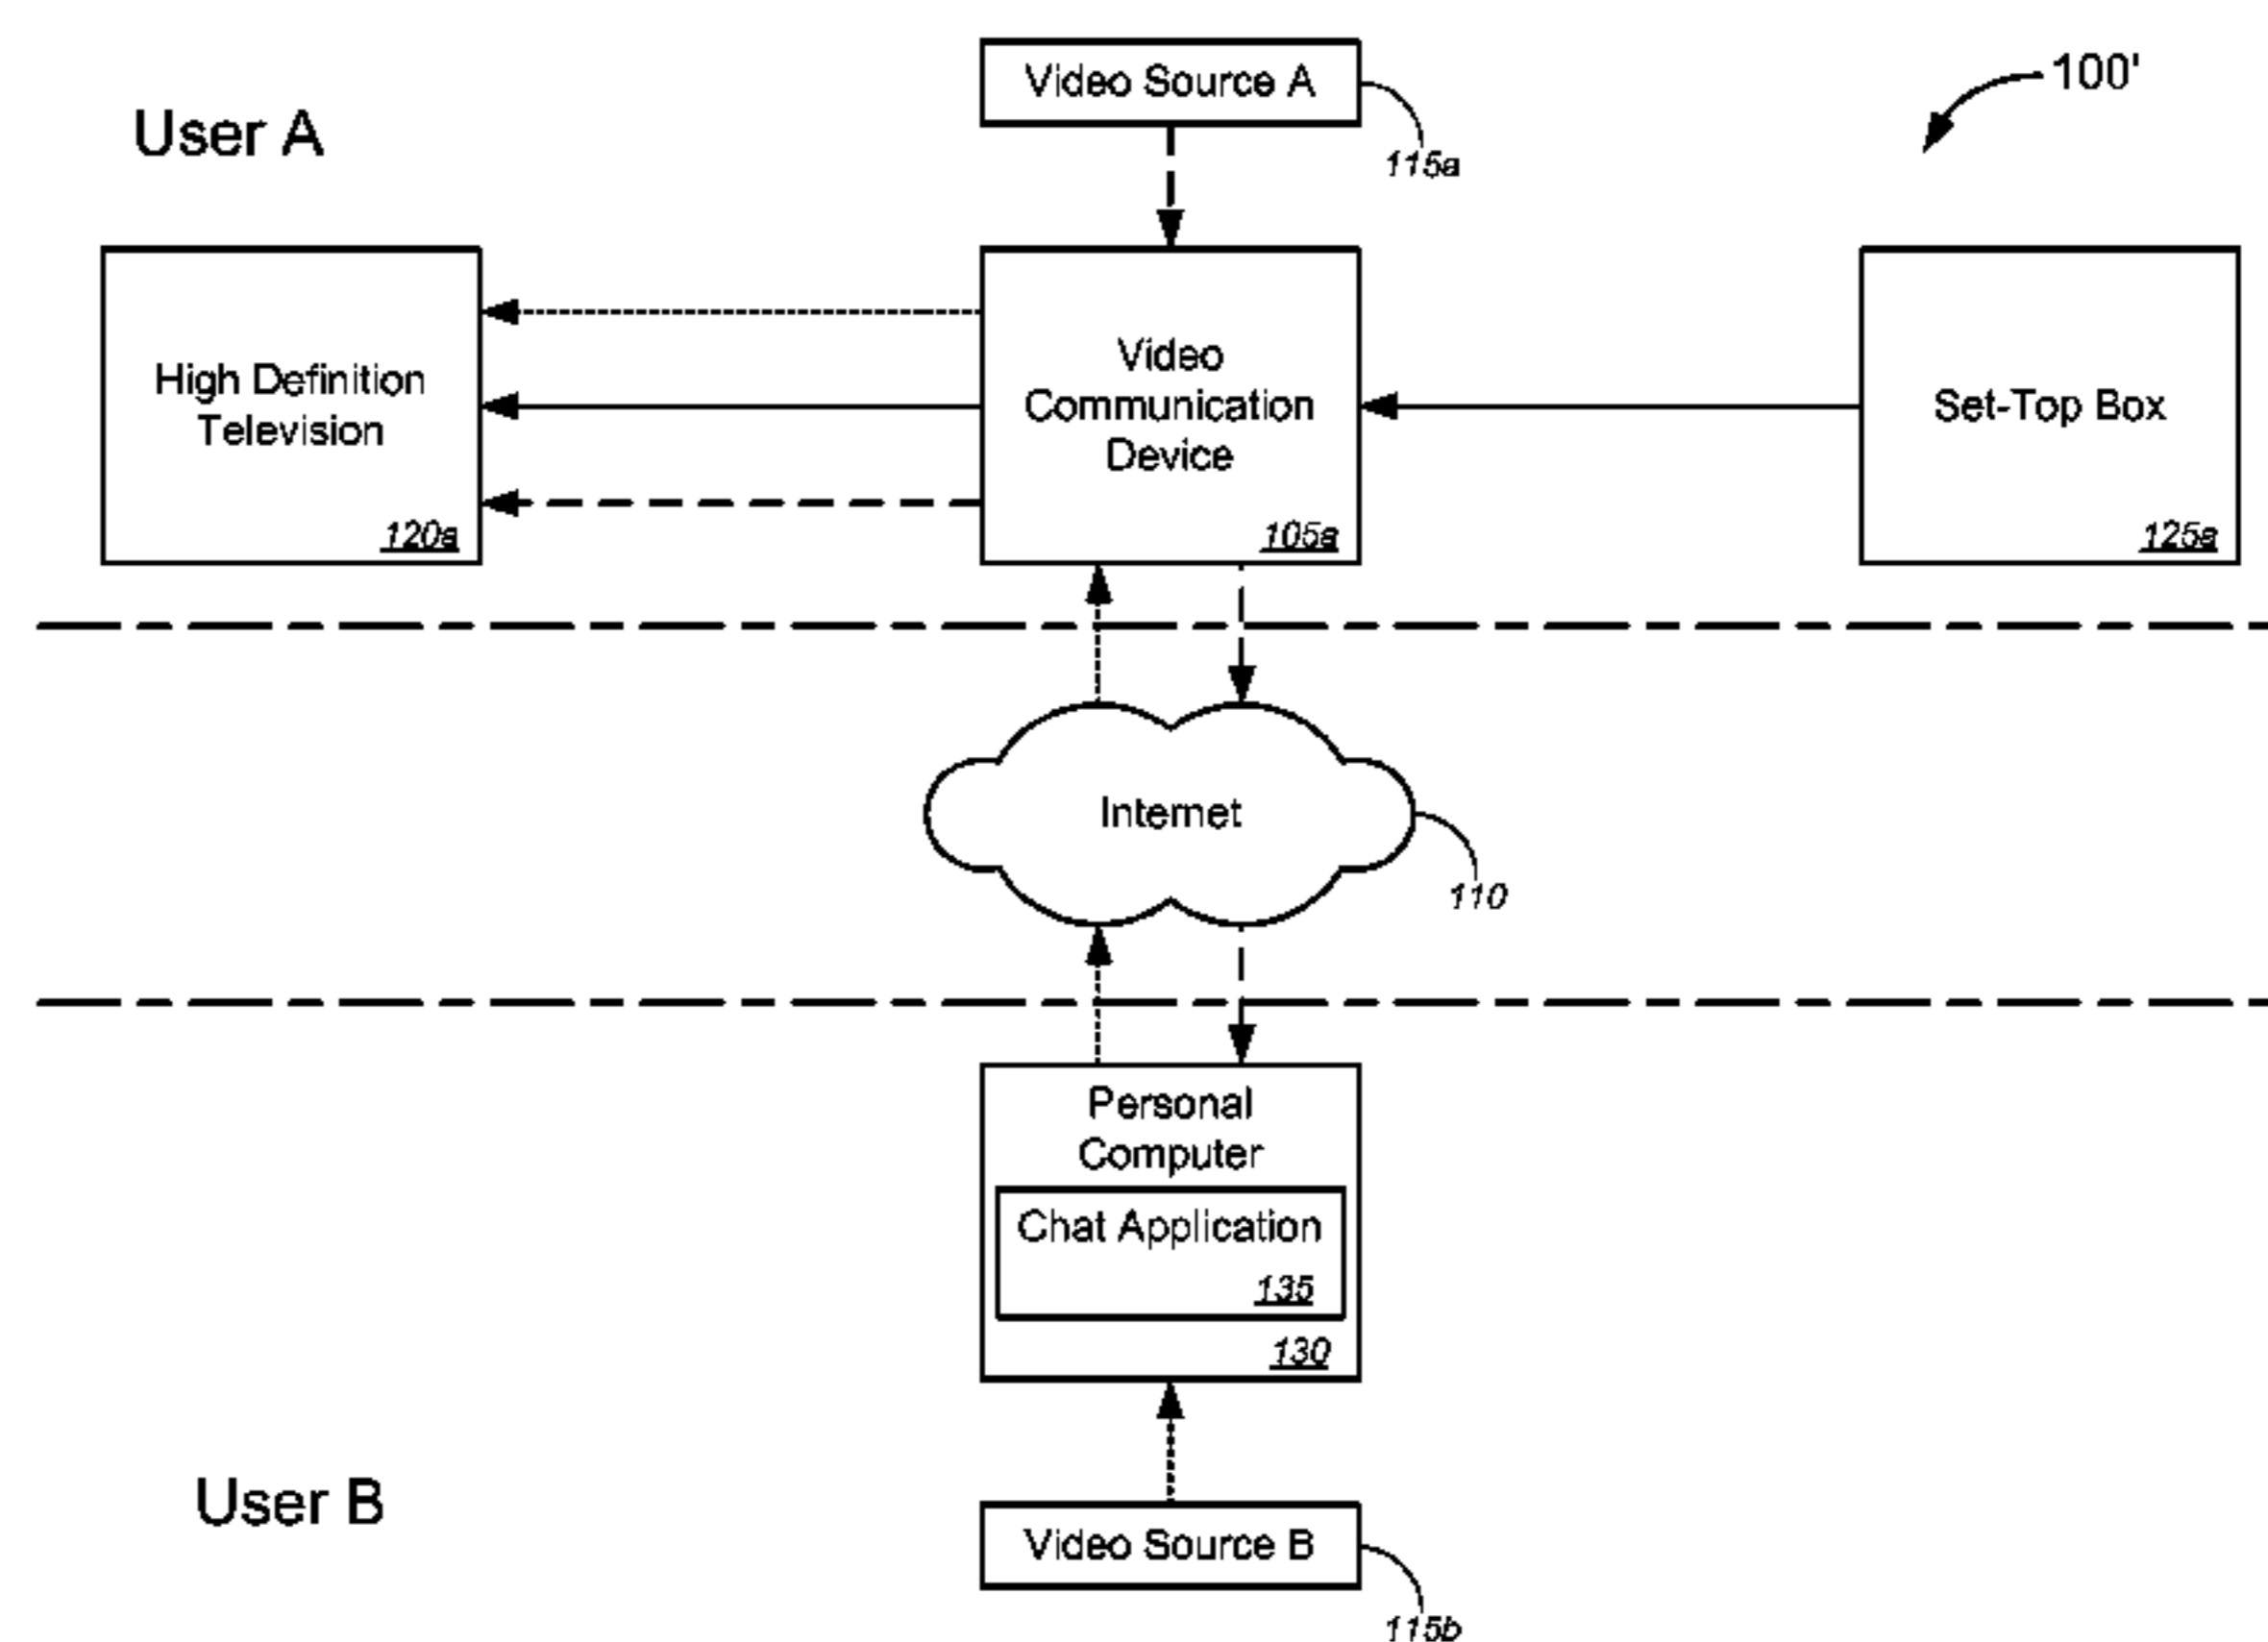 Video Source A
100'
User A
115a
High Definition
Television
120a
Video
Communication
Device
105a
Set-Top Box
125a
Internet
110
Personal
Computer
Chat Application
135
130
User B
Video Source B
115b